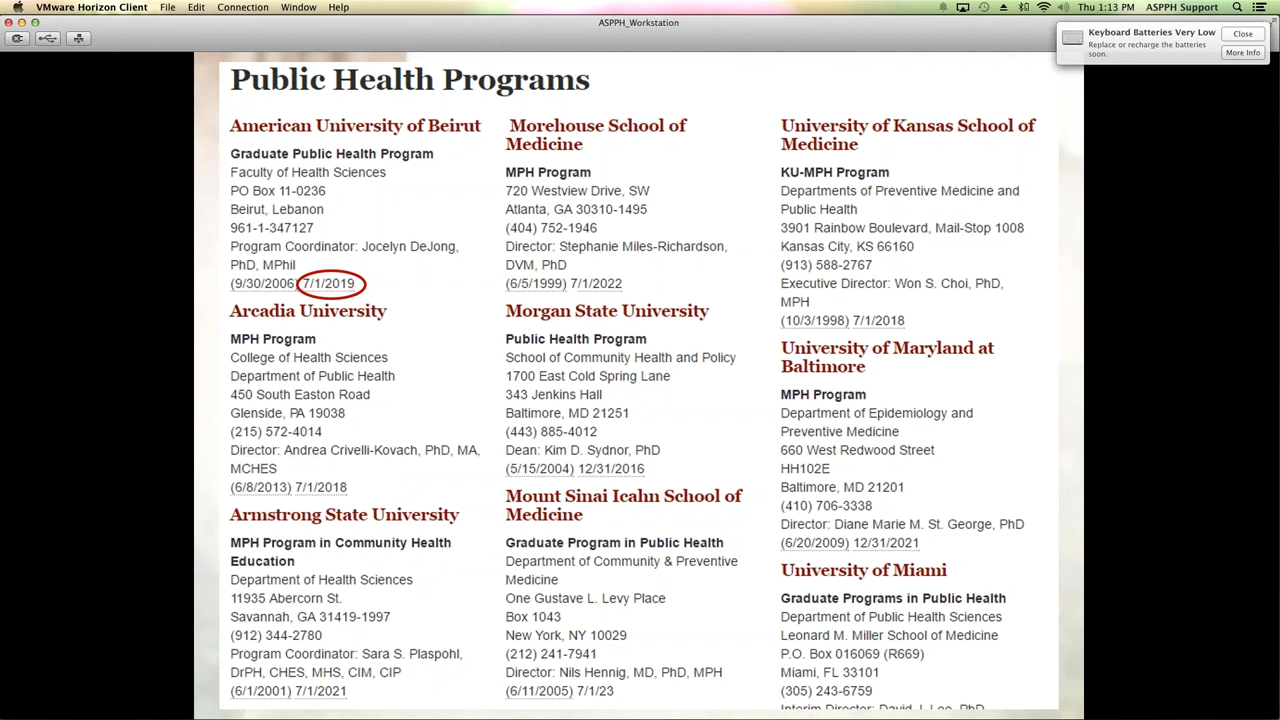 VMware Horizon Client File Edit Connection Window Help Thu 1:13 PM ASPPH Support
ASPPH_Workstation
Keyboard Batteries Very Low
Replace or recharge the batteries
soon.
Close
More Info
Public Health Programs
American University of Beirut
Graduate Public Health Program
Faculty of Health Sciences
PO Box 11-0236
Beirut, Lebanon
961-1-347127
Program Coordinator: Jocelyn DeJong,
PhD, MPhil
(9/30/2006) 7/1/2019
Arcadia University
MPH Program
College of Health Sciences
Department of Public Health
450 South Easton Road
Glenside, PA 19038
(215) 572-4014
Director: Andrea Crivelli-Kovach, PhD, MA,
MCHES
(6/8/2013) 7/1/2018
Armstrong State University
MPH Program in Community Health
Education
Department of Health Sciences
11935 Abercorn St.
Savannah, GA 31419-1997
(912) 344-2780
Program Coordinator: Sara S. Plaspohl,
DrPH, CHES, MHS, CIM, CIP
(6/1/2001) 7/1/2021
Morehouse School of
Medicine
MPH Program
720 Westview Drive, SW
Atlanta, GA 30310-1495
(404) 752-1946
Director: Stephanie Miles-Richardson,
DVM, PhD
(6/5/1999) 7/1/2022
Morgan State University
Public Health Program
School of Community Health and Policy
1700 East Cold Spring Lane
343 Jenkins Hall
Baltimore, MD 21251
(443) 885-4012
Dean: Kim D. Sydnor, PhD
(5/15/2004) 12/31/2016
Mount Sinai Icahn School of
Medicine
Graduate Program in Public Health
Department of Community & Preventive
Medicine
One Gustave L. Levy Place
Box 1043
New York, NY 10029
(212) 241-7941
Director: Nils Hennig, MD, PhD, MPH
(6/11/2005) 7/1/23
University of Kansas School of
Medicine
KU-MPH Program
Departments of Preventive Medicine and
Public Health
3901 Rainbow Boulevard, Mail-Stop 1008
Kansas City, KS 66160
(913) 588-2767
Executive Director: Won S. Choi, PhD,
MPH
(10/3/1998) 7/1/2018
University of Maryland at
Baltimore
MPH Program
Department of Epidemiology and
Preventive Medicine
660 West Redwood Street
HH102E
Baltimore, MD 21201
(410) 706-3338
Director: Diane Marie M. St. George, PhD
(6/20/2009) 12/31/2021
University of Miami
Graduate Programs in Public Health
Department of Public Health Sciences
Leonard M. Miller School of Medicine
P.O. Box 016069 (R669)
Miami, FL 33101
(305) 243-6759
Interim Director: David J. Lee, PhD